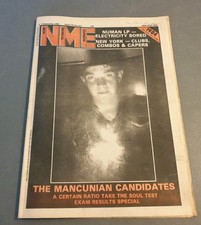 NME
NUMAN LP —
ELECTRICITY BORED
NEW YORK — CLUBS,
COMBOS & CAPERS
THE MANCUNIAN CANDIDATES
A CERTAIN RATIO TAKE THE SOUL TEST
EXAM RESULTS SPECIAL